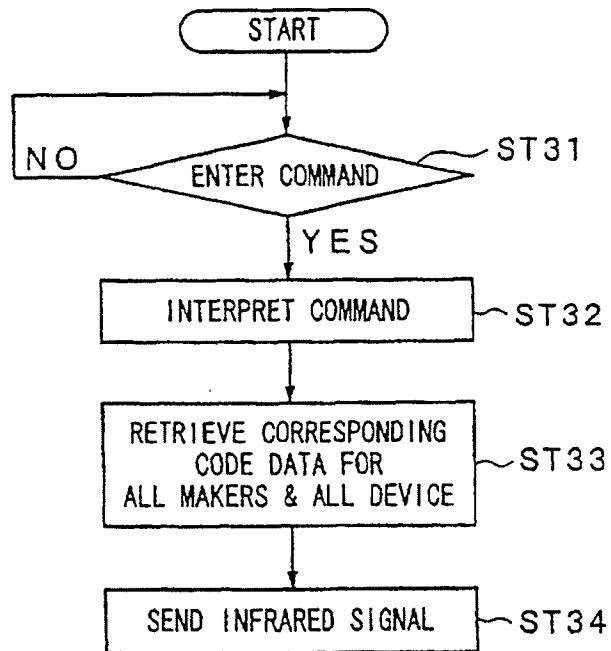 START
NO
ENTER COMMAND
ST31
YES
INTERPRET COMMAND
ST32
RETRIEVE CORRESPONDING
CODE DATA FOR
ALL MAKERS & ALL DEVICE
ST33
SEND INFRARED SIGNAL
ST34